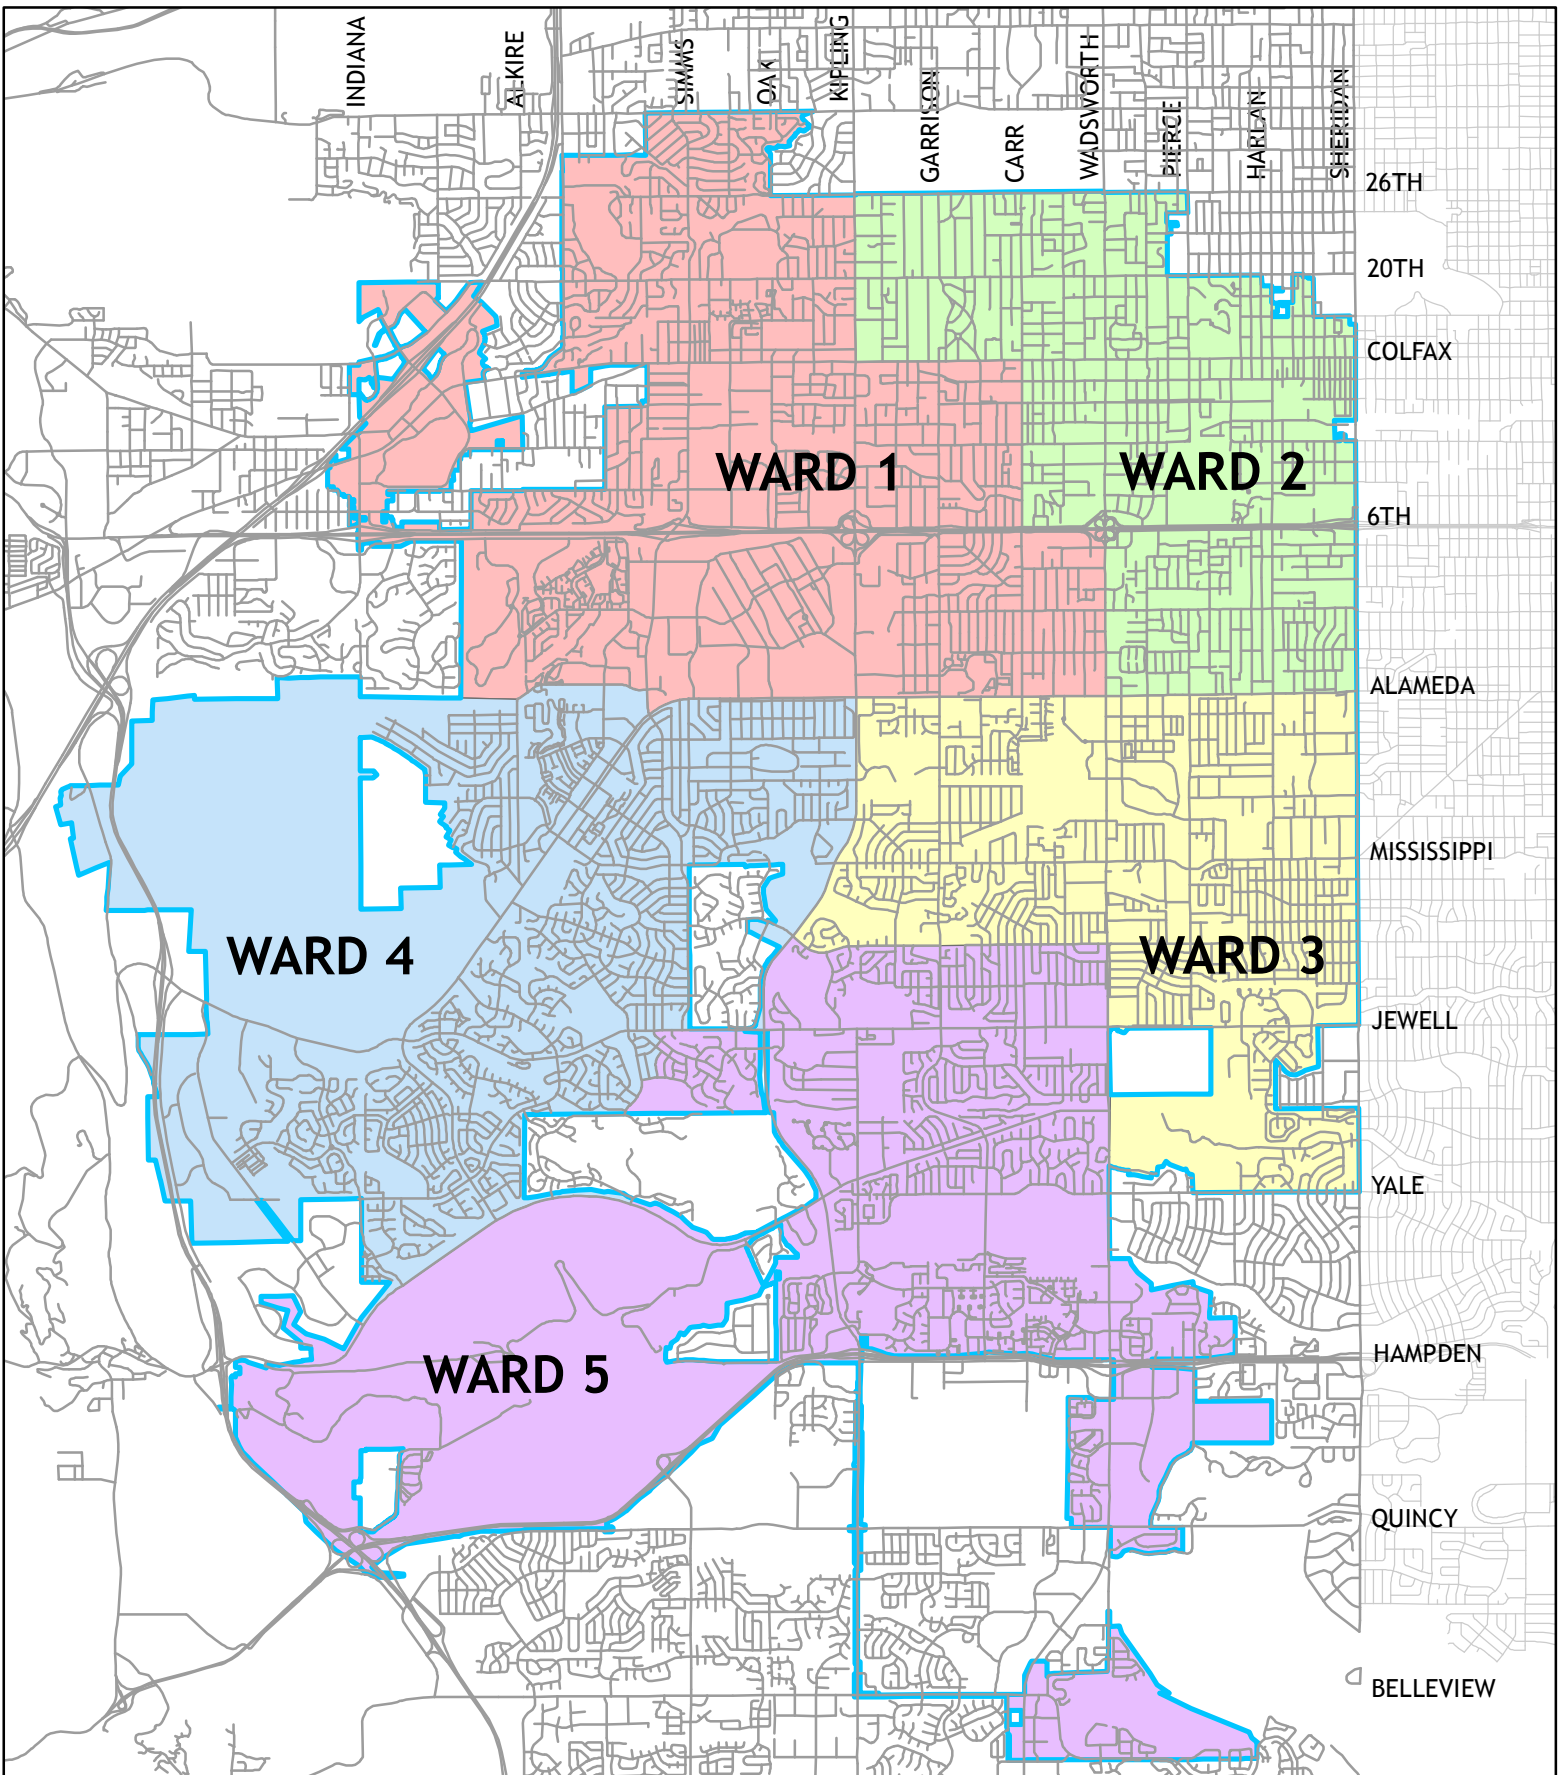 INDIANA
ALKIRE
SIMMS
OAK
KIPLING
GARRISON
CARR
WADSWORTH
PIERCE
HARLAN
SHERIDAN
26TH
20TH
COLFAX
WARD 1
WARD 2
6TH
ALAMEDA
MISSISSIPPI
WARD 4
WARD 3
JEWELL
YALE
HAMPDEN
WARD 5
QUINCY
BELLEVIEW